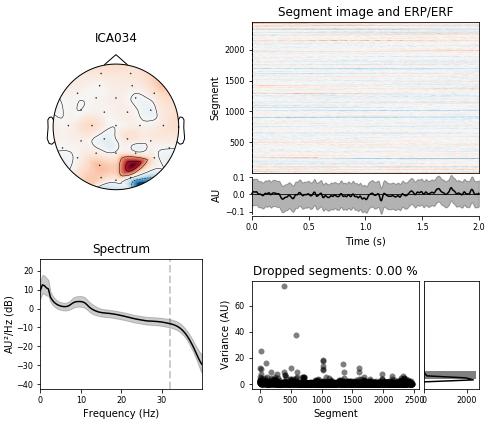 ICA034
Segment image and ERP/ERF
Segment
2000
1500
1000
500
AU
0.1
0.0
−0.1
0.0 0.5 1.0 1.5 2.0
Time (s)
Spectrum
AU²/Hz (dB)
20
10
0
−10
−20
−30
−40
0 10 20 30
Frequency (Hz)
Dropped segments: 0.00 %
Variance (AU)
60
40
20
0
0 500 1000 1500 2000 2500
Segment
0 2000